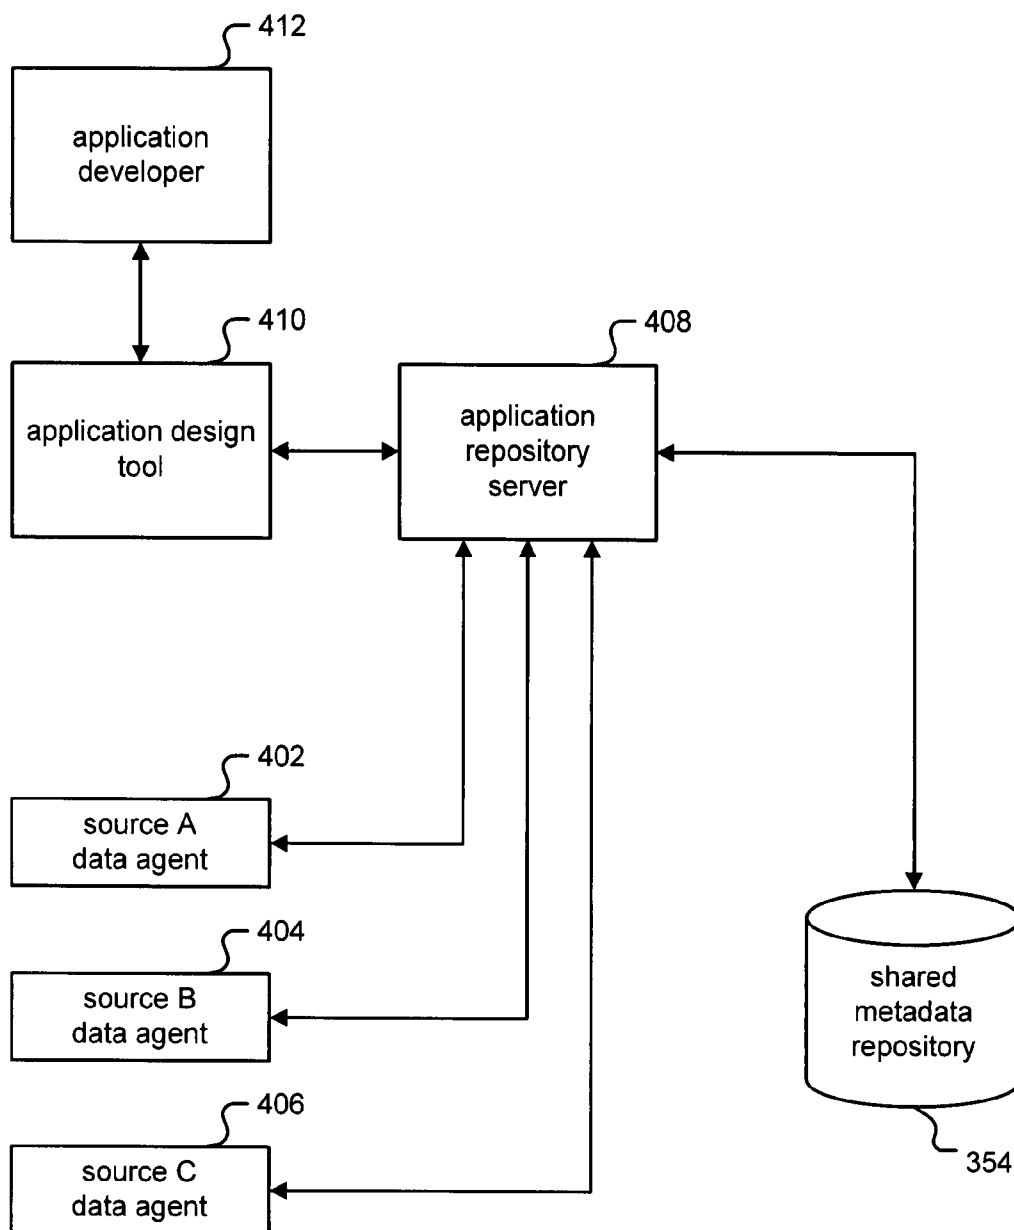 412
application
developer
410
408
application design
tool
application
repository
server
402
source A
data agent
404
source B
data agent
shared
metadata
repository
406
source C
data agent
354